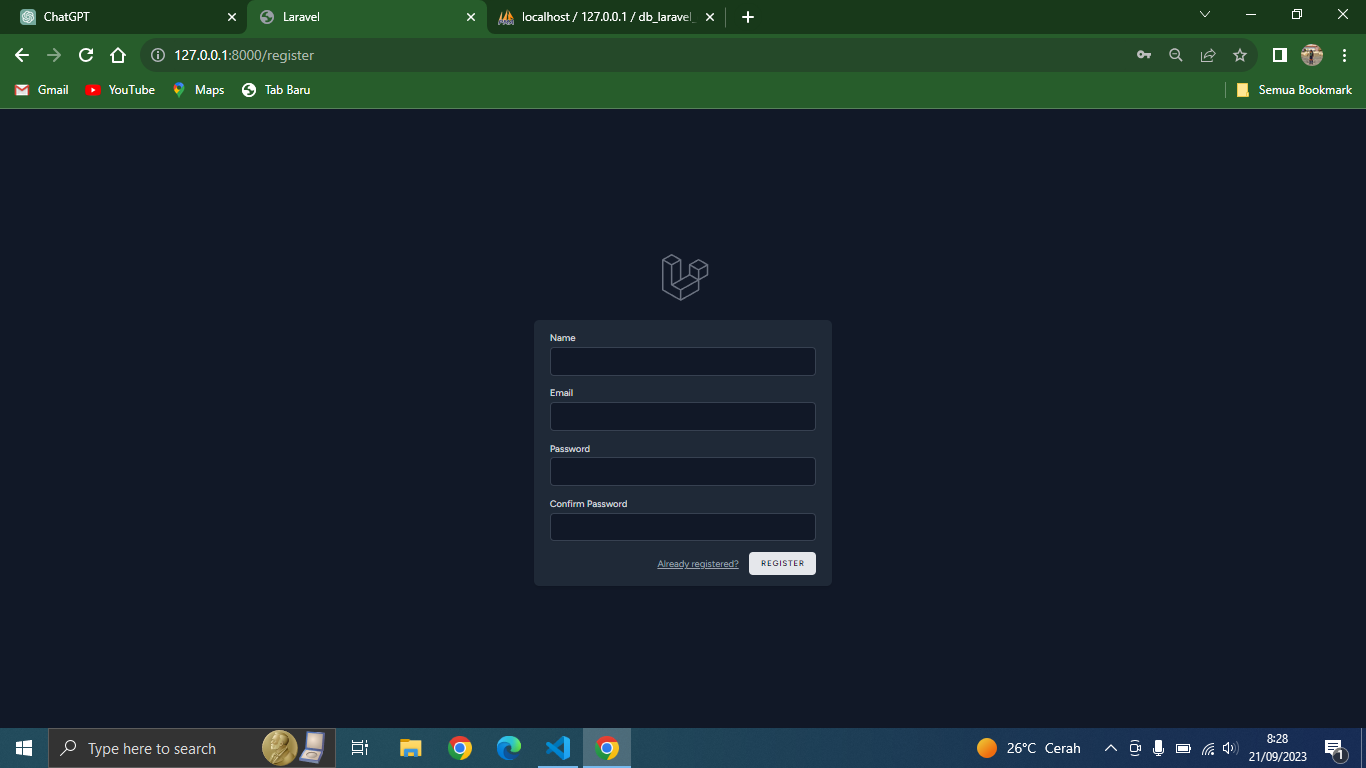 ChatGPT
Laravel
localhost / 127.0.0.1 / db_laravel_
127.0.0.1:8000/register
Gmail
YouTube
Maps
Tab Baru
Semua Bookmark
Name
Email
Password
Confirm Password
Already registered?
REGISTER
Type here to search
26°C Cerah
8:28
21/09/2023
1